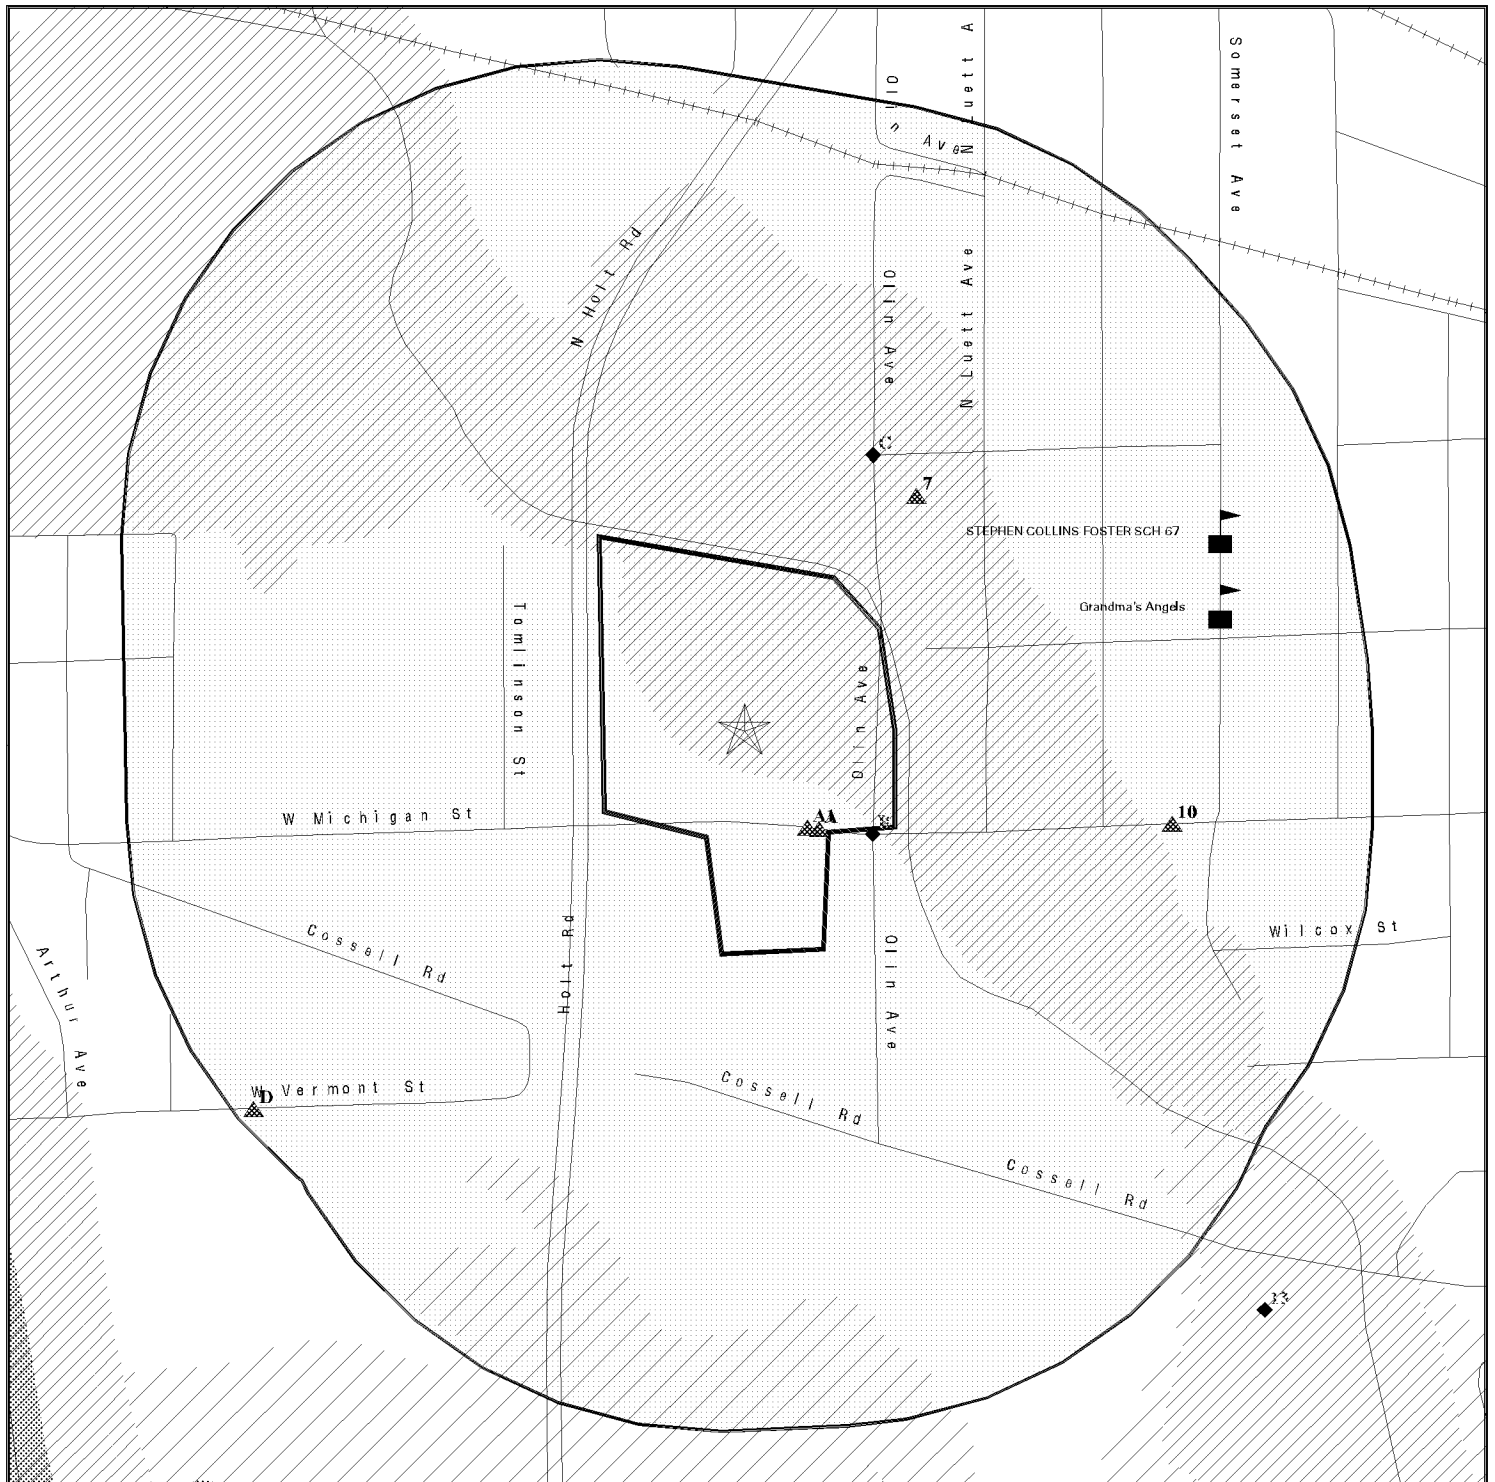 Olin Ave
N Luett A
Somerset Ave
N Holt Rd
Olin Ave
N Luett Ave
C
7
STEPHEN COLLINS FOSTER SCH 67
Grandma's Angels
Tomlinson St
Olin Ave
W Michigan St
AA
10
Cossell Rd
Holt Rd
Olin Ave
Wilcox St
Arthur Ave
W Vermont St
D
Cossell Rd
Cossell Rd
13